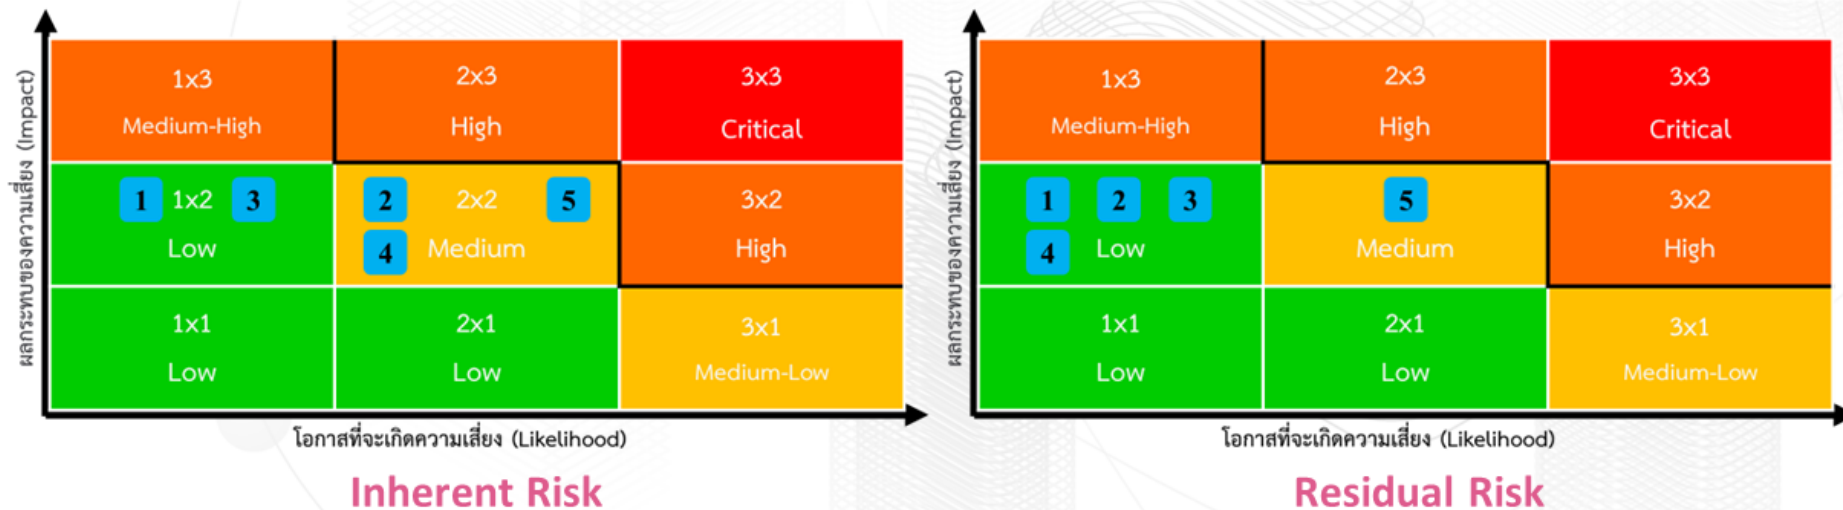 ผลกระทบของความเสี่ยง (Impact)
1x3
Medium-High
2x3
High
3x3
Critical
1 1x2 3
Low
2 2x2 5
4 Medium
3x2
High
1x1
Low
2x1
Low
3x1
Medium-Low
โอกาสที่จะเกิดความเสี่ยง (Likelihood)
Inherent Risk
ผลกระทบของความเสี่ยง (Impact)
1x3
Medium-High
2x3
High
3x3
Critical
1 2 3
4 Low
5
Medium
3x2
High
1x1
Low
2x1
Low
3x1
Medium-Low
โอกาสที่จะเกิดความเสี่ยง (Likelihood)
Residual Risk